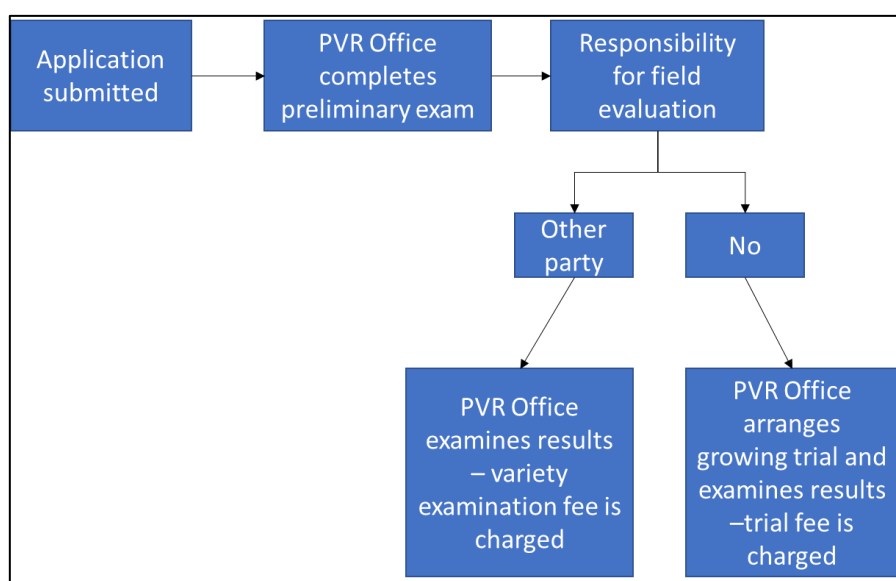 Application
submitted
PVR Office
completes
preliminary exam
Responsibility
for field
evaluation
Other
party
No
PVR Office
examines results
– variety
examination fee is
charged
PVR Office
arranges
growing trial and
examines results
–trial fee is
charged